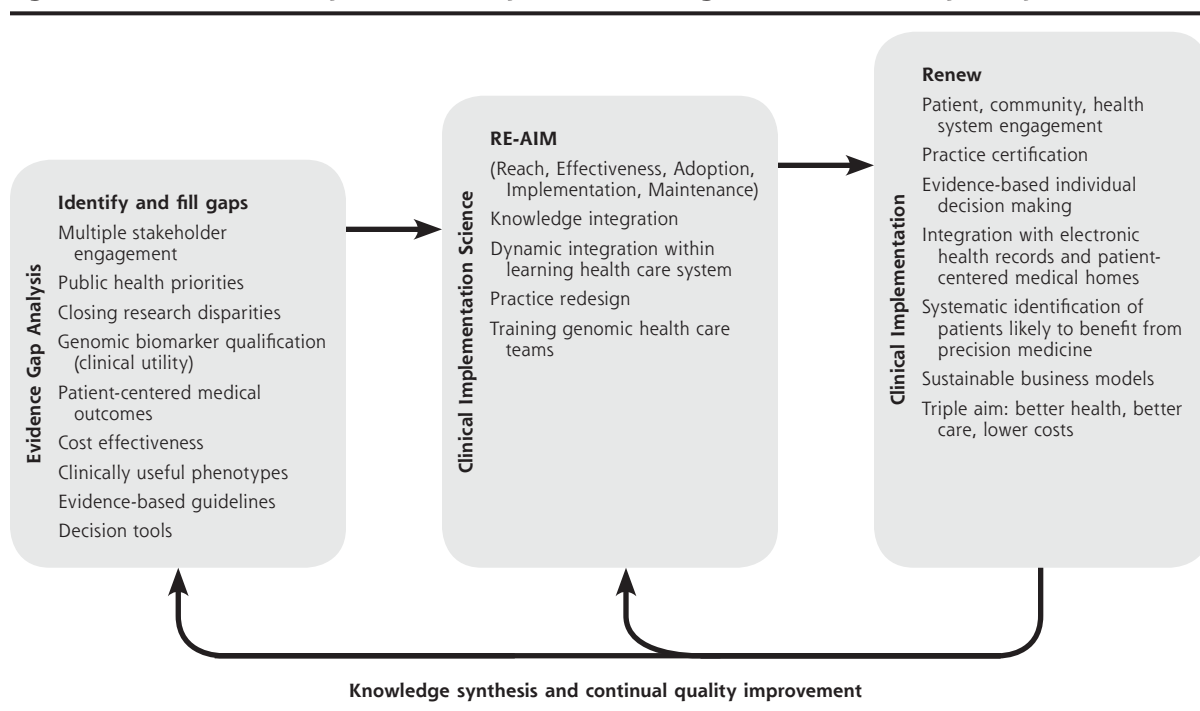 Evidence Gap Analysis
Identify and fill gaps
Multiple stakeholder
engagement
Public health priorities
Closing research disparities
Genomic biomarker qualification
(clinical utility)
Patient-centered medical
outcomes
Cost effectiveness
Clinically useful phenotypes
Evidence-based guidelines
Decision tools
Clinical Implementation Science
RE-AIM
(Reach, Effectiveness, Adoption,
Implementation, Maintenance)
Knowledge integration
Dynamic integration within
learning health care system
Practice redesign
Training genomic health care
teams
Clinical Implementation
Renew
Patient, community, health
system engagement
Practice certification
Evidence-based individual
decision making
Integration with electronic
health records and patient-
centered medical homes
Systematic identification of
patients likely to benefit from
precision medicine
Sustainable business models
Triple aim: better health, better
care, lower costs
Knowledge synthesis and continual quality improvement